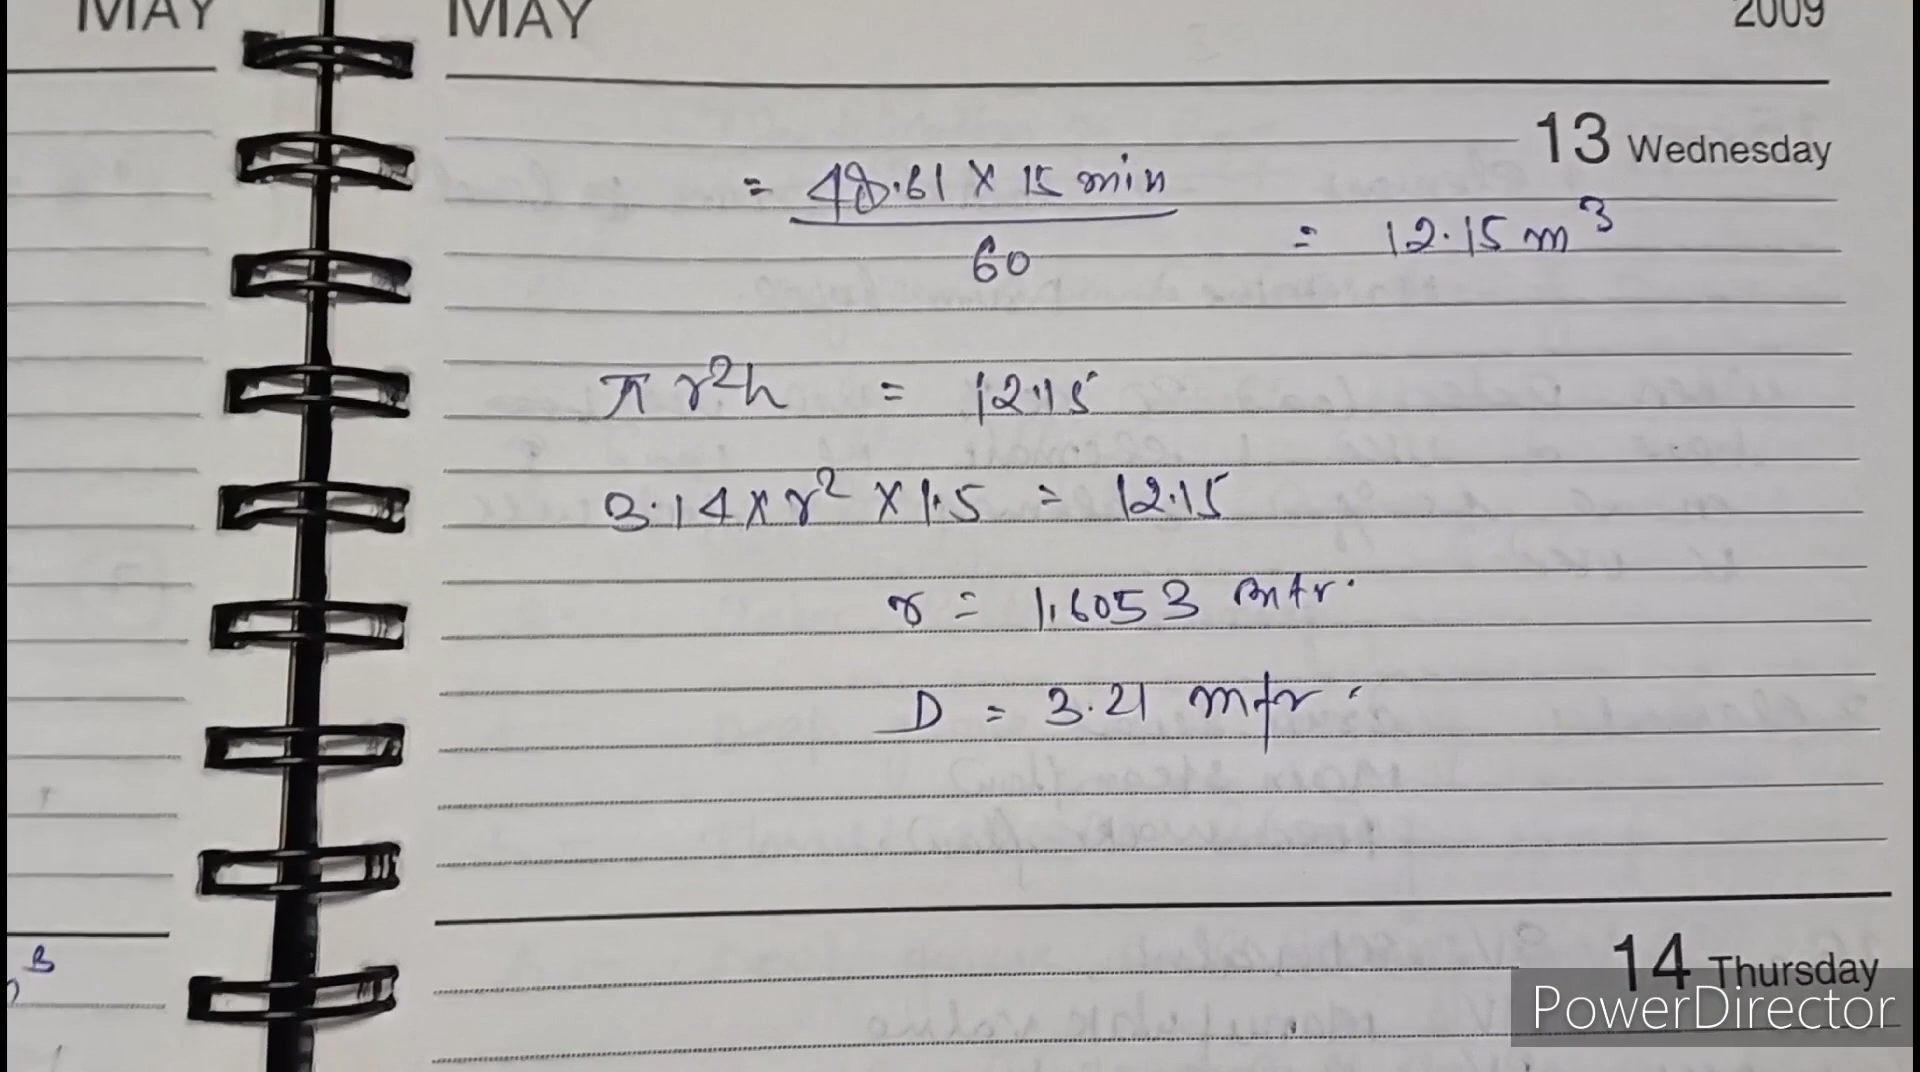 MAY MAY 2009
13 Wednesday
= 48.61 x 15 min / 60 = 12.15 m³
π r²h = 12.15
3.14 x r² x 1.5 = 12.15
r = 1.6053 mtr.
D = 3.21 mtr.
14 Thursday
PowerDirector